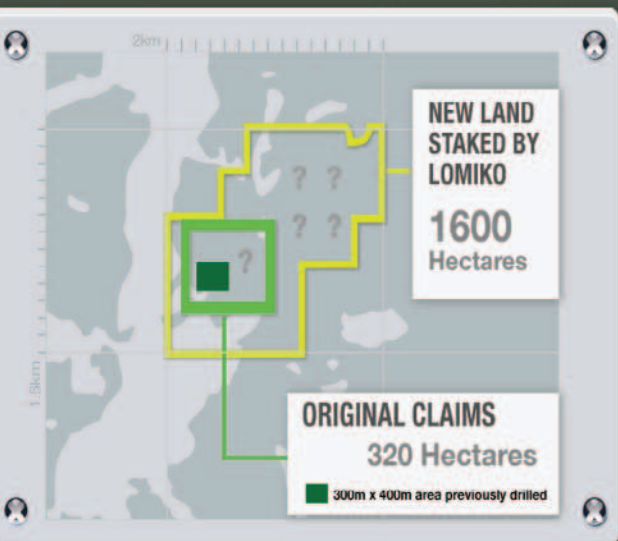 2km
NEW LAND
STAKED BY
LOMIKO
1600
Hectares
? ?
? ?
?
1.5km
ORIGINAL CLAIMS
320 Hectares
300m x 400m area previously drilled